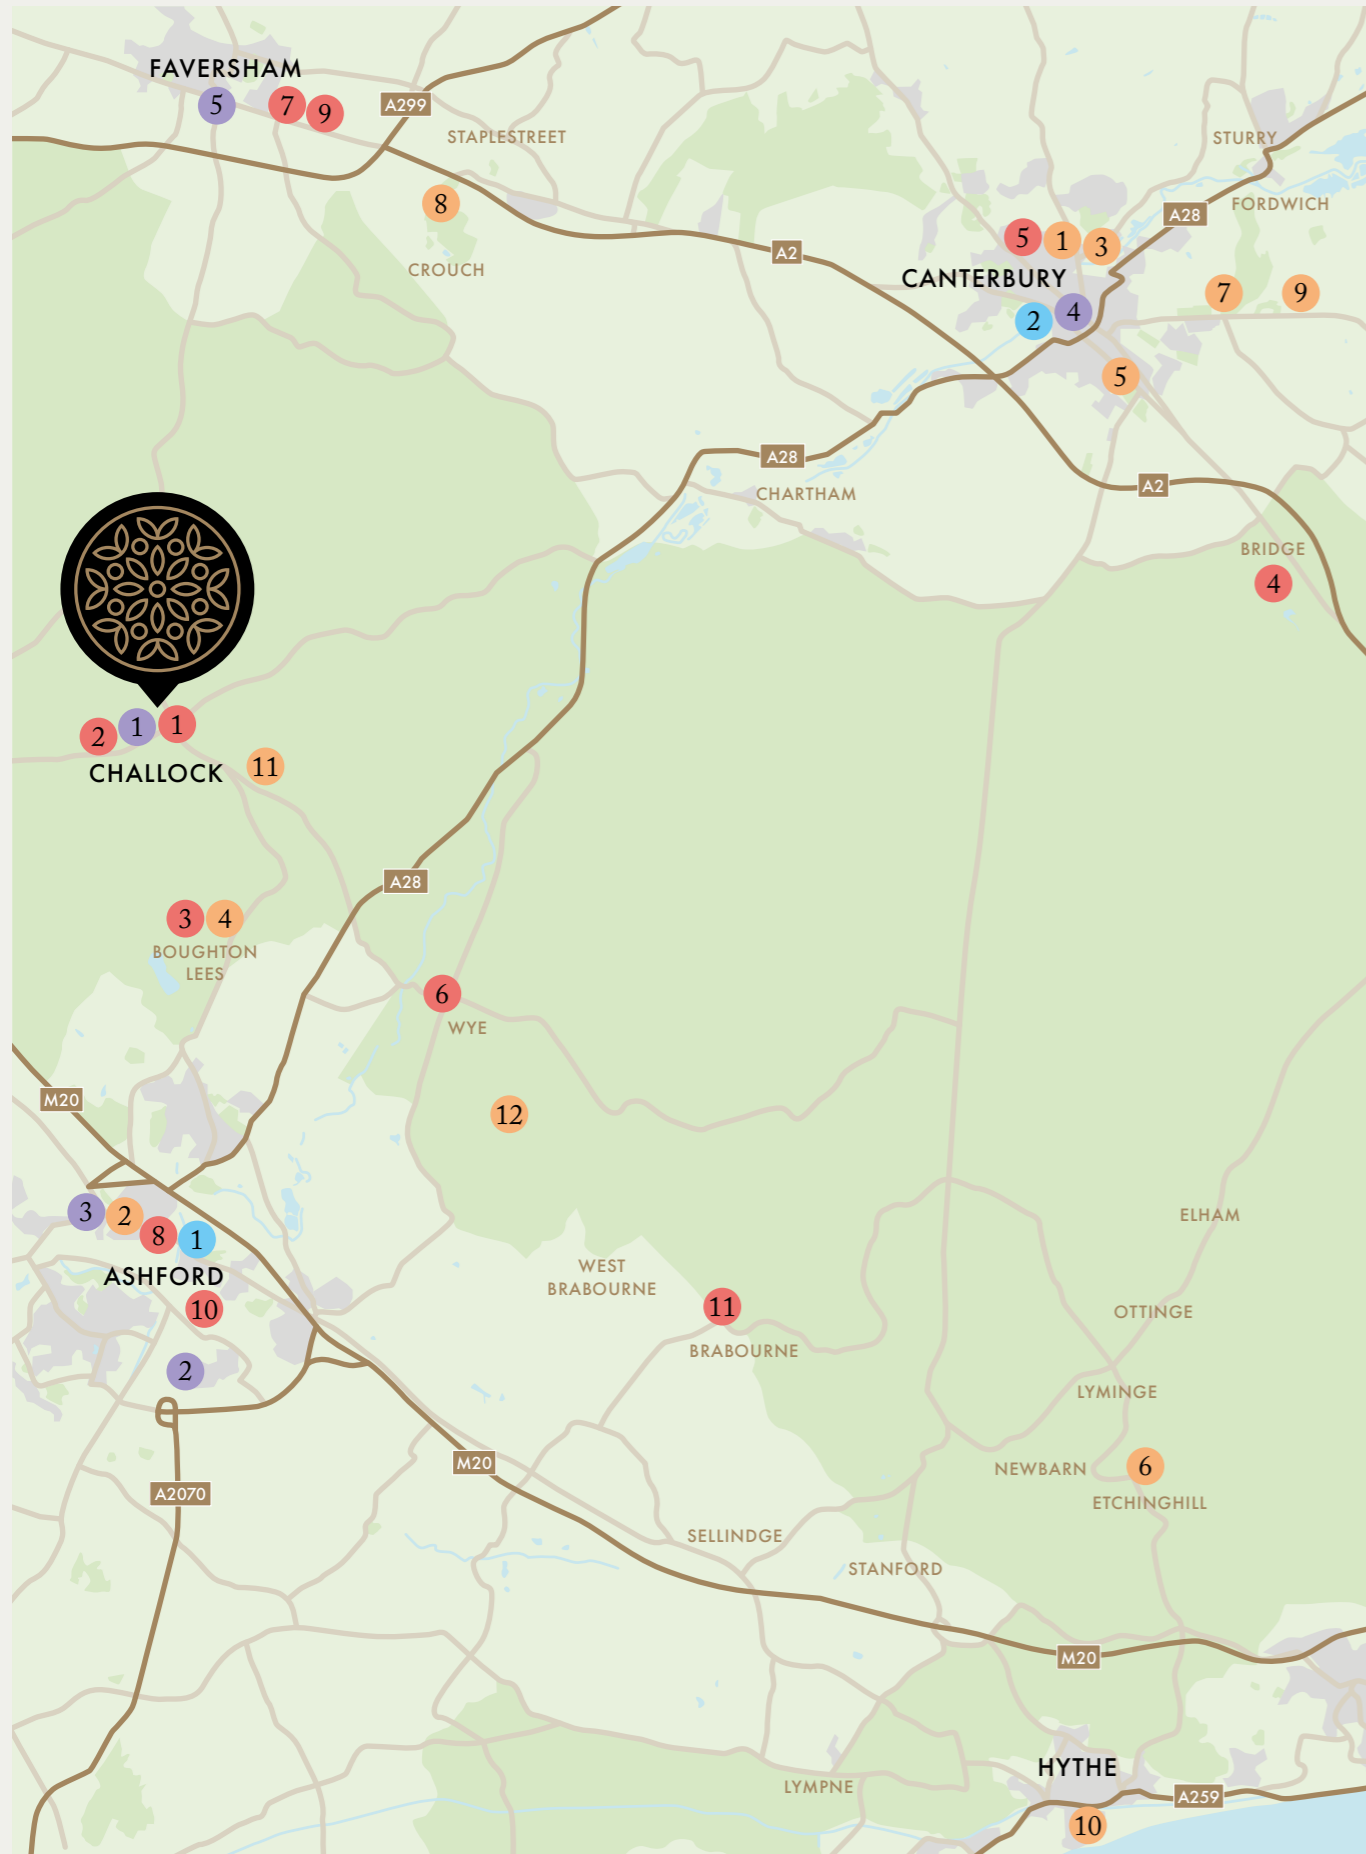 FAVERSHAM
5
7
9
A299
STAPLESTREET
STURRY
8
FORDWICH
A28
5
1
3
A2
CROUCH
CANTERBURY
7
9
2
4
5
A28
CHARTHAM
A2
BRIDGE
4
2
1
1
CHALLOCK
11
A28
3
4
BOUGHTON
LEES
6
WYE
M20
12
3
2
8
1
ELHAM
ASHFORD
WEST
BRABOURNE
10
11
OTTINGE
BRABOURNE
2
LYMINGE
M20
NEWBARN
6
A2070
ETCHINGHILL
SELLINDGE
STANFORD
M20
HYTHE
LYMPNE
A259
10